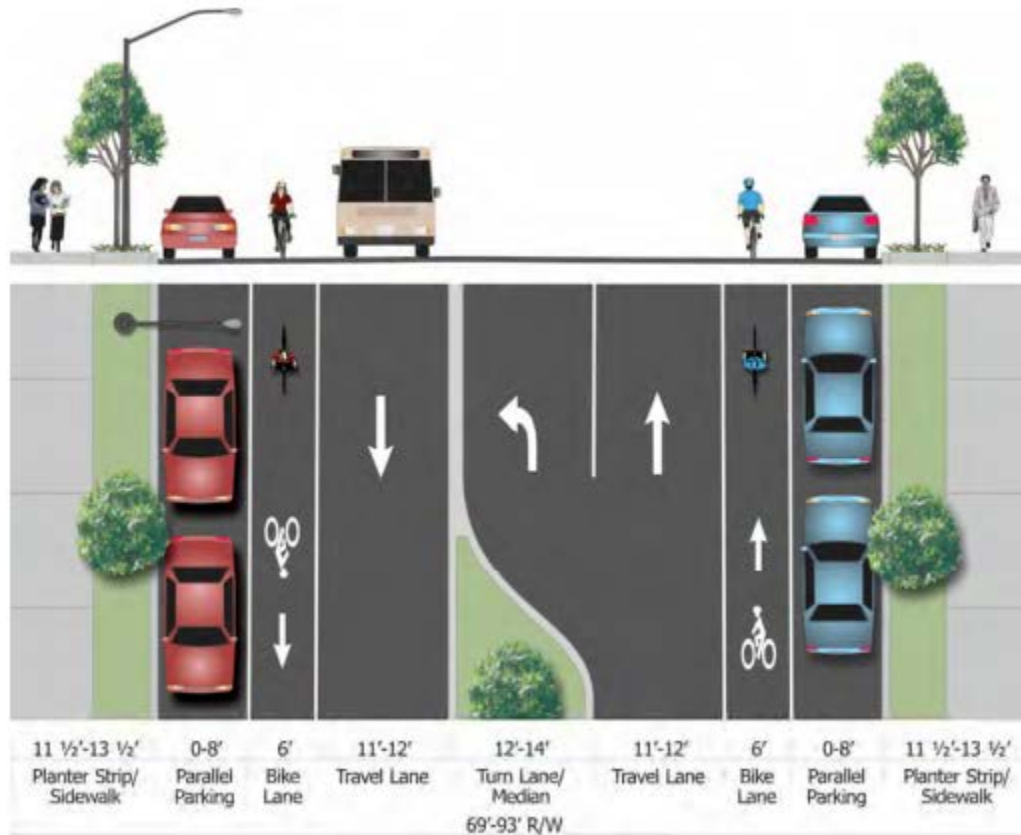 11 ½'-13 ½' 0-8' 6' 11'-12' 12'-14' 11'-12' 6' 0-8' 11 ½'-13 ½'
Planter Strip/ Parallel Bike Travel Lane Turn Lane/ Travel Lane Bike Parallel Planter Strip/
Sidewalk Parking Lane Median Lane Parking Sidewalk
69'-93' R/W